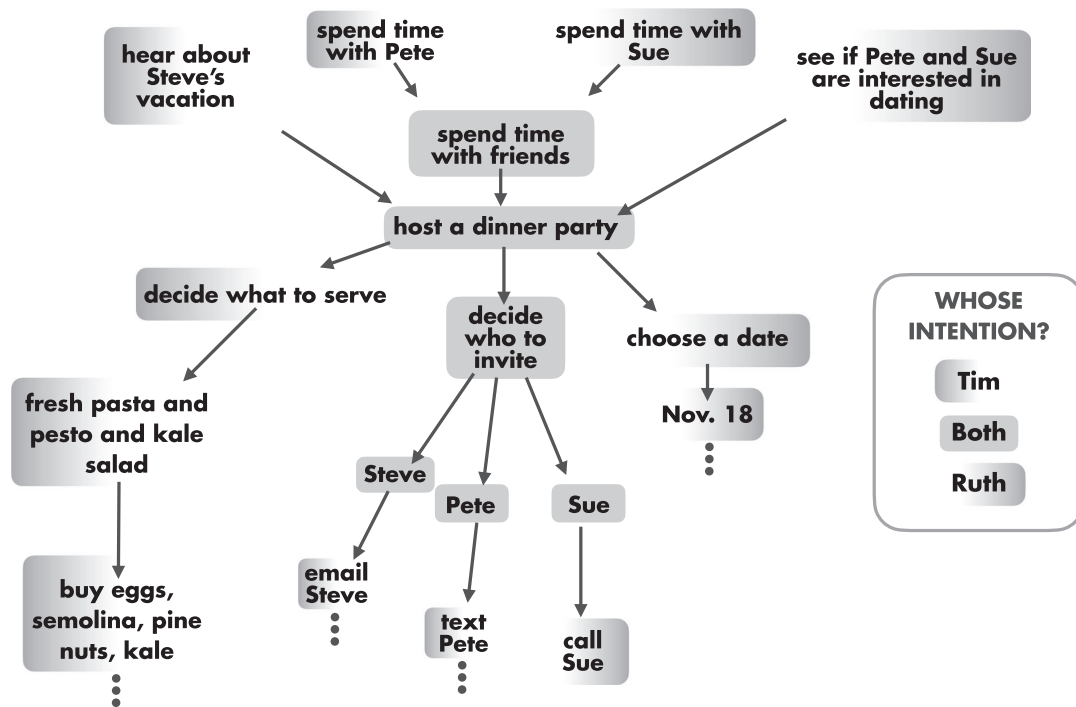 hear about
Steve's
vacation
spend time
with Pete
spend time with
Sue
see if Pete and Sue
are interested in
dating
spend time
with friends
host a dinner party
decide what to serve
decide
who to
invite
choose a date
Nov. 18
fresh pasta and
pesto and kale
salad
Steve
Pete
Sue
buy eggs,
semolina, pine
nuts, kale
email
Steve
text
Pete
call
Sue
WHOSE
INTENTION?
Tim
Both
Ruth